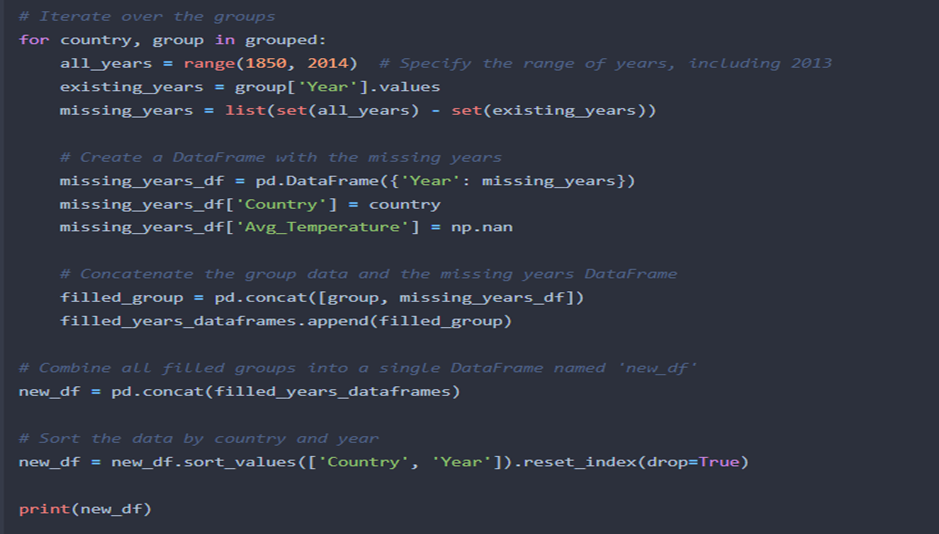 # Iterate over the groups
for country, group in grouped:
    all_years = range(1850, 2014)  # Specify the range of years, including 2013
    existing_years = group['Year'].values
    missing_years = list(set(all_years) - set(existing_years))

    # Create a DataFrame with the missing years
    missing_years_df = pd.DataFrame({'Year': missing_years})
    missing_years_df['Country'] = country
    missing_years_df['Avg_Temperature'] = np.nan

    # Concatenate the group data and the missing years DataFrame
    filled_group = pd.concat([group, missing_years_df])
    filled_years_dataframes.append(filled_group)

# Combine all filled groups into a single DataFrame named 'new_df'
new_df = pd.concat(filled_years_dataframes)

# Sort the data by country and year
new_df = new_df.sort_values(['Country', 'Year']).reset_index(drop=True)

print(new_df)